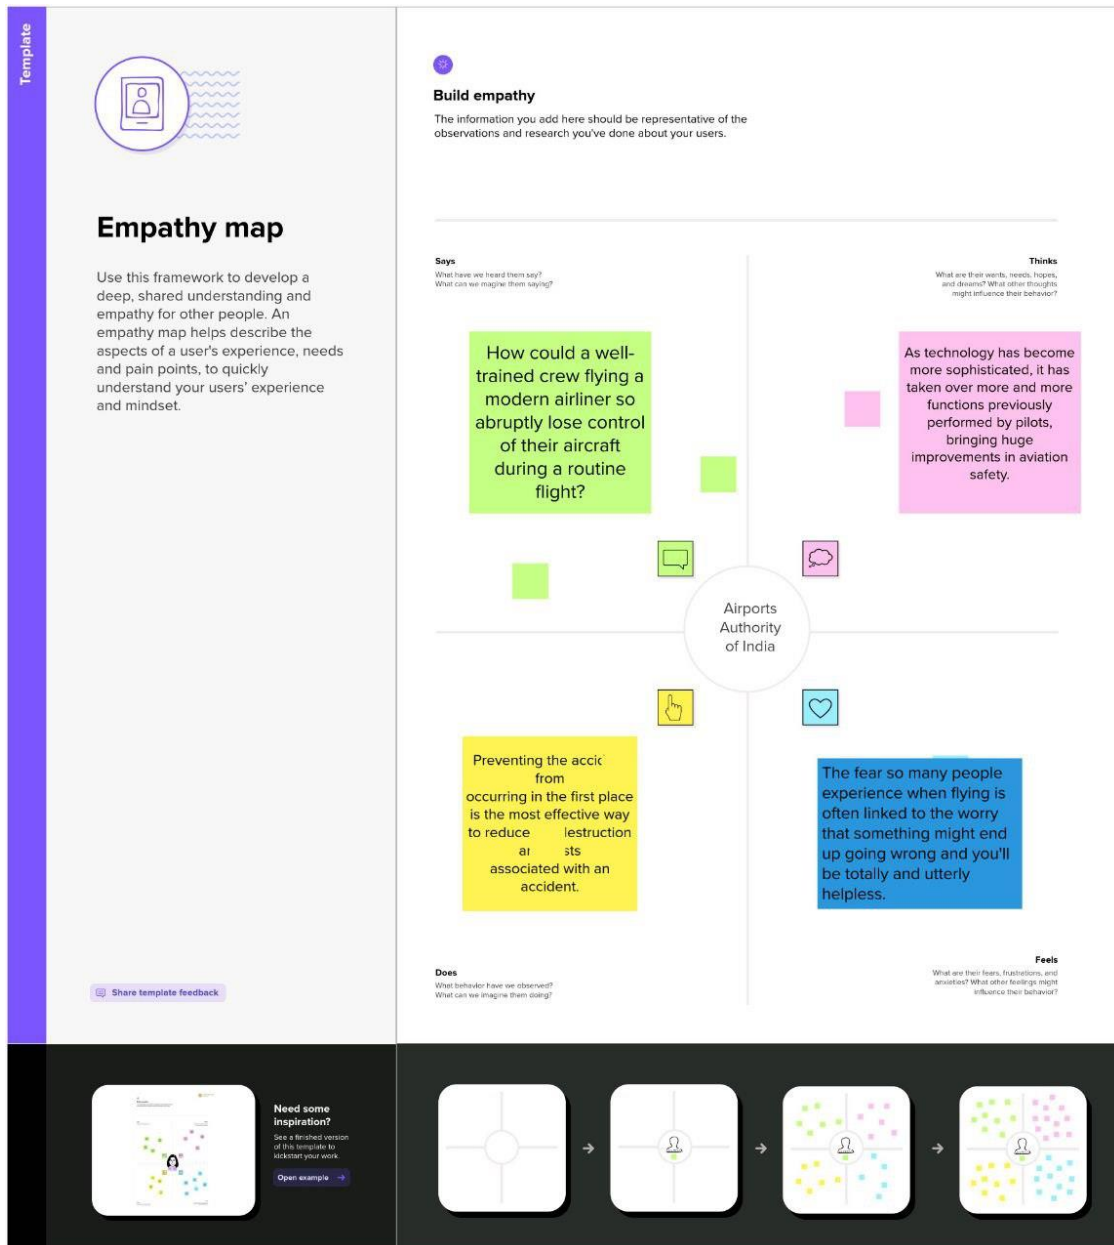 Template
Empathy map
Use this framework to develop a
deep, shared understanding and
empathy for other people. An
empathy map helps describe the
aspects of a user's experience, needs
and pain points, to quickly
understand your users' experience
and mindset.
Share template feedback
Build empathy
The information you add here should be representative of the
observations and research you've done about your users.
Says
What have we heard them say?
What can we magine them saying?
Thinks
What are their wants, needs, hopes,
and dreams? What other thoughts
might influence their behavior?
How could a well-
trained crew flying a
modern airliner so
abruptly lose control
of their aircraft
during a routine
flight?
As technology has become
more sophisticated, it has
taken over more and more
functions previously
performed by pilots,
bringing huge
improvements in aviation
safety.
Airports
Authority
of India
Preventing the
from
occurring in the first place
is the most effective way
to reduce
associated with an
accident.
The fear so many people
experience when flying is
often linked to the worry
that something might end
up going wrong and you'll
be totally and utterly
helpless.
Does
What behavior have we observed?
What can we imagine them doing?
Feels
What are their fears, frustrations, and
anxieties? What other feelings might
influence their behavior?
Need some
inspiration?
See a finished version
of this template to
kickstart your work.
Open example